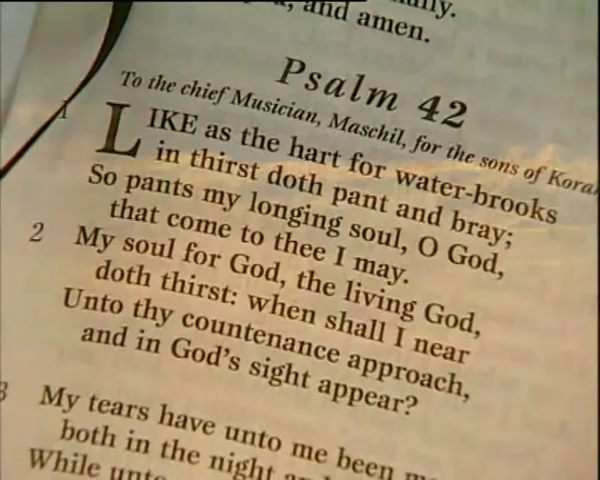 and amen.
Psalm 42
To the chief Musician, Maschil, for the sons of Kora
1 LIKE as the hart for water-brooks
in thirst doth pant and bray;
So pants my longing soul, O God,
that come to thee I may.
2 My soul for God, the living God,
doth thirst: when shall I near
Unto thy countenance approach,
and in God's sight appear?
3 My tears have unto me been
both in the night
While unto